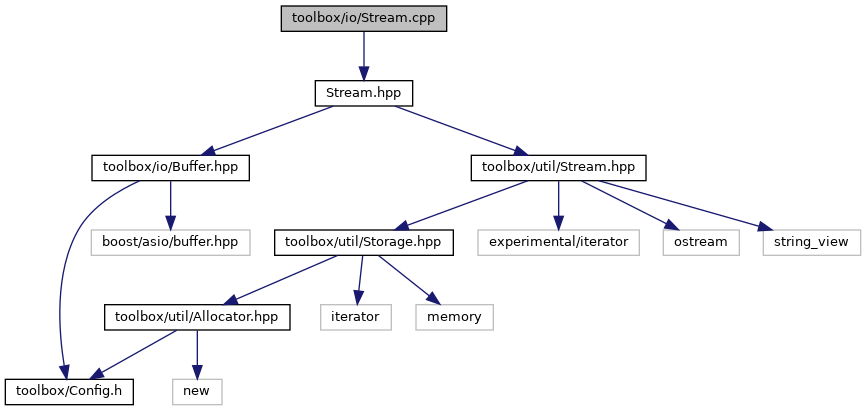 toolbox/io/Stream.cpp
Stream.hpp
toolbox/io/Buffer.hpp
toolbox/util/Stream.hpp
boost/asio/buffer.hpp
toolbox/util/Storage.hpp
experimental/iterator
ostream
string_view
toolbox/util/Allocator.hpp
iterator
memory
toolbox/Config.h
new